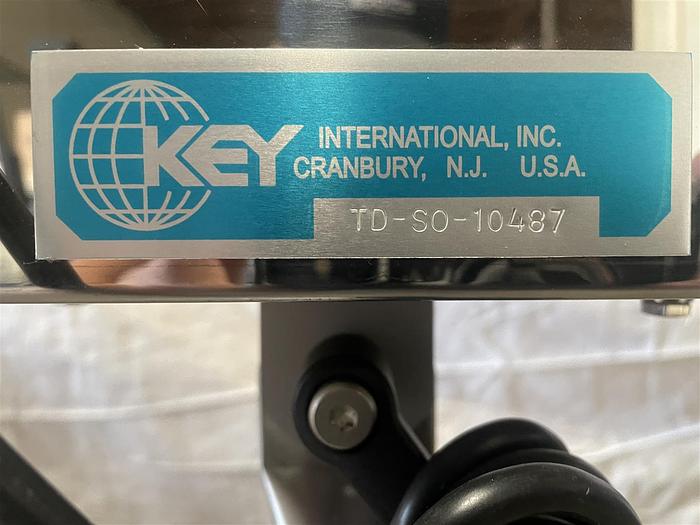 KEY INTERNATIONAL, INC.
CRANBURY, N.J. U.S.A.
TD-SO-10487